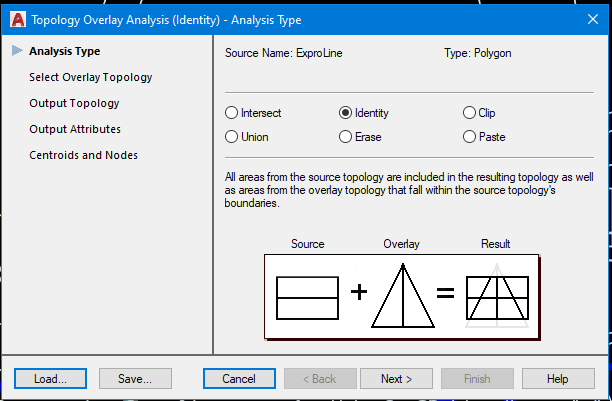 Topology Overlay Analysis (Identity) - Analysis Type
Analysis Type
Select Overlay Topology
Output Topology
Output Attributes
Centroids and Nodes
Source Name: ExproLine Type: Polygon
Intersect Identity Clip
Union Erase Paste
All areas from the source topology are included in the resulting topology as well
as areas from the overlay topology that fall within the source topology's
boundaries.
Source Overlay Result
Load... Save... Cancel < Back Next > Finish Help